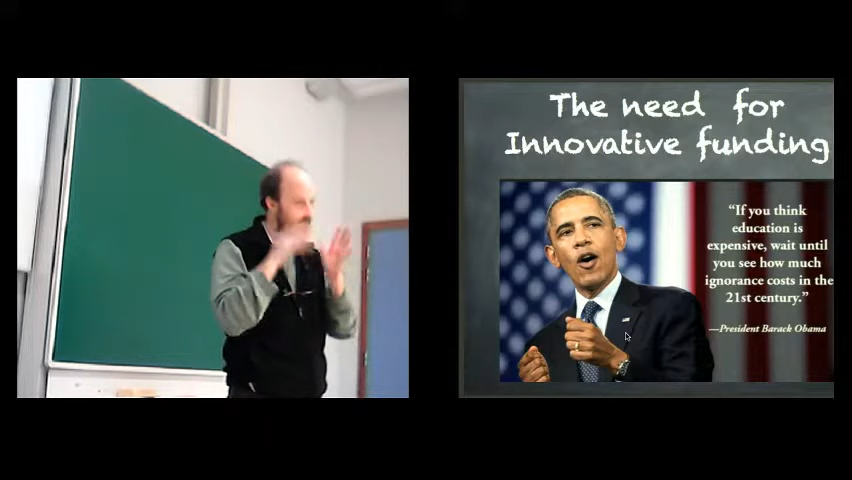 The need for
Innovative funding
“If you think
education is
expensive, wait until
you see how much
ignorance costs in the
21st century.”
—President Barack Obama